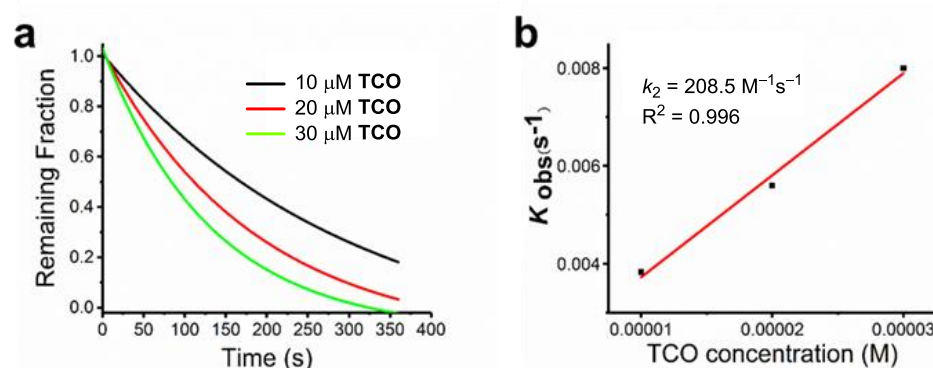 a
Remaining Fraction
1.0
0.8
0.6
0.4
0.2
0.0
10 μM TCO
20 μM TCO
30 μM TCO
0 50 100 150 200 250 300 350 400
Time (s)
b
K obs(s-1)
0.008
0.006
0.004
k₂ = 208.5 M⁻¹s⁻¹
R² = 0.996
0.00001 0.00002 0.00003
TCO concentration (M)